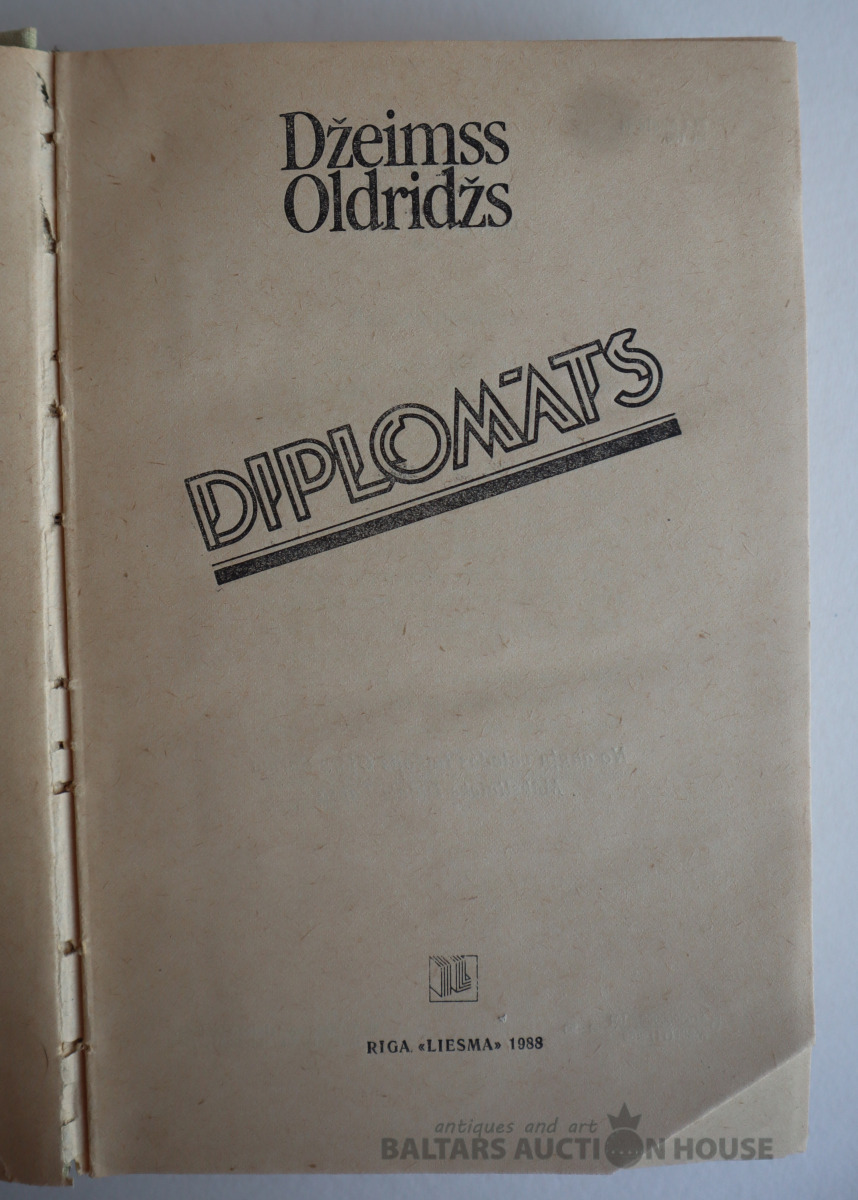 Džeimss
Oldridžs
DIPLOMĀTS
RIGA «LIESMA» 1988
antiques and art
BALTARS AUCTION HOUSE